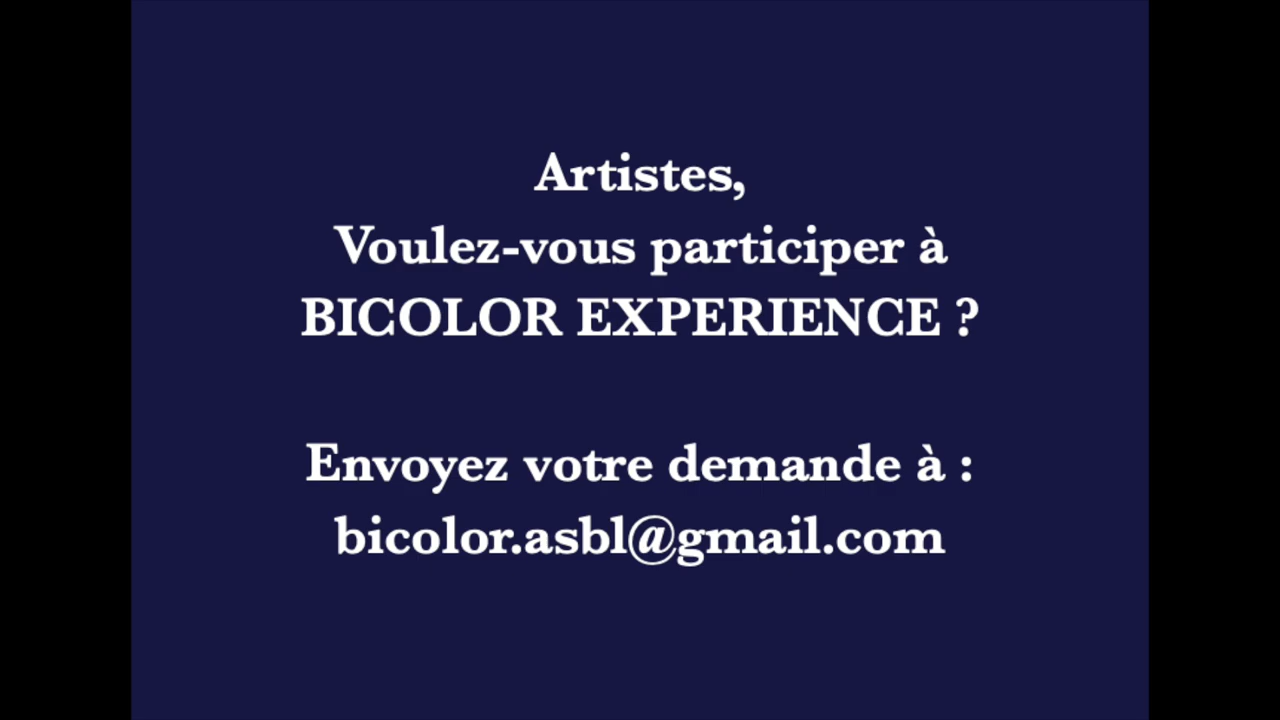 Artistes,
Voulez-vous participer à
BICOLOR EXPERIENCE ?
Envoyez votre demande à :
bicolor.asbl@gmail.com